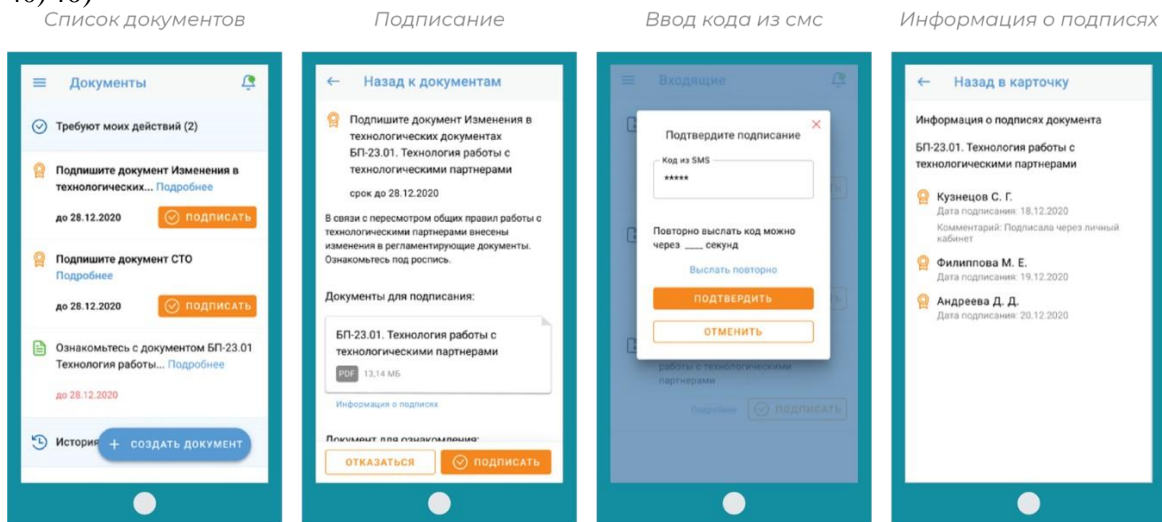 Список документов
Подписание
Ввод кода из смс
Информация о подписях
Документы
Требуют моих действий (2)
Подпишите документ Изменения в
технологических... Подробнее
до 28.12.2020
ПОДПИСАТЬ
Подпишите документ СТО
Подробнее
до 28.12.2020
ПОДПИСАТЬ
Ознакомьтесь с документом БП-23.01
Технология работы... Подробнее
до 28.12.2020
История
+ СОЗДАТЬ ДОКУМЕНТ
← Назад к документам
Подпишите документ Изменения в
технологических документах
БП-23.01. Технология работы с
технологическими партнерами
срок до 28.12.2020
В связи с пересмотром общих правил работы с
технологическими партнерами внесены
изменения в регламентирующие документы.
Ознакомьтесь под роспись.
Документы для подписания:
БП-23.01. Технология работы с
технологическими партнерами
PDF 13,14 МБ
Информация о подписях
Документ для ознакомления:
ОТКАЗАТЬСЯ
ПОДПИСАТЬ
Входящие
Подтвердите подписание
Код из SMS
*****
Повторно выслать код можно
через ___ секунд
Выслать повторно
ПОДТВЕРДИТЬ
ОТМЕНИТЬ
работы с технологическими
партнерами
Подробнее
ПОДПИСАТЬ
← Назад в карточку
Информация о подписях документа
БП-23.01. Технология работы с
технологическими партнерами
Кузнецов С. Г.
Дата подписания: 18.12.2020
Комментарий: Подписала через личный
кабинет
Филиппова М. Е.
Дата подписания: 19.12.2020
Андреева Д. Д.
Дата подписания: 20.12.2020